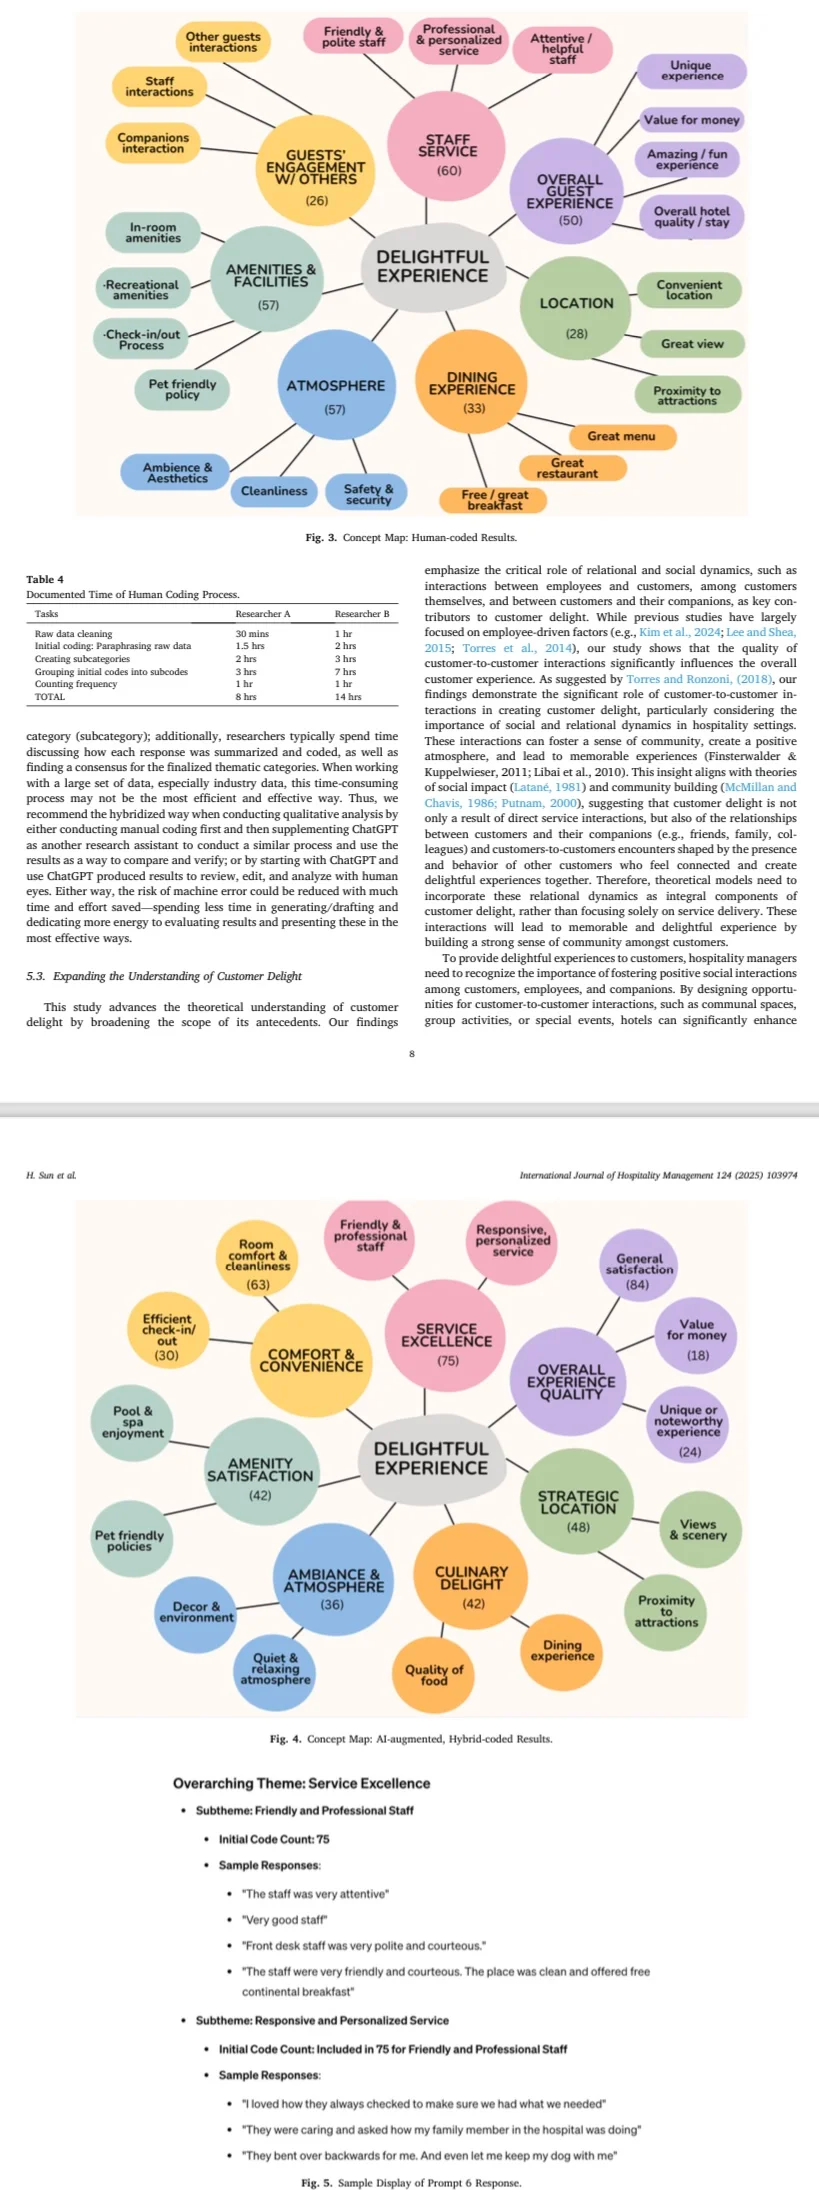 Other guests
interactions
Friendly &
polite staff
Professional
& personalized
service
Attentive /
helpful
staff
Unique
experience
Staff
interactions
Value for money
Companions
interaction
GUESTS'
ENGAGEMENT
W/ OTHERS
(26)
STAFF
SERVICE
(60)
Amazing / fun
experience
OVERALL
GUEST
EXPERIENCE
(50)
Overall hotel
quality / stay
In-room
amenities
AMENITIES &
FACILITIES
(57)
DELIGHTFUL
EXPERIENCE
·Recreational
amenities
Convenient
location
LOCATION
(28)
·Check-in/out
Process
Great view
Pet friendly
policy
ATMOSPHERE
(57)
DINING
EXPERIENCE
(33)
Proximity to
attractions
Great menu
Ambience &
Aesthetics
Cleanliness
Safety &
security
Great
restaurant
Free / great
breakfast
Fig. 3. Concept Map: Human-coded Results.
Table 4
Documented Time of Human Coding Process.
Tasks Researcher A Researcher B
Raw data cleaning 30 mins 1 hr
Initial coding: Paraphrasing raw data 1.5 hrs 2 hrs
Creating subcategories 2 hrs 3 hrs
Grouping initial codes into subcodes 3 hrs 7 hrs
Counting frequency 1 hr 1 hr
TOTAL 8 hrs 14 hrs
category (subcategory); additionally, researchers typically spend time
discussing how each response was summarized and coded, as well as
finding a consensus for the finalized thematic categories. When working
with a large set of data, especially industry data, this time-consuming
process may not be the most efficient and effective way. Thus, we
recommend the hybridized way when conducting qualitative analysis by
either conducting manual coding first and then supplementing ChatGPT
as another research assistant to conduct a similar process and use the
results as a way to compare and verify; or by starting with ChatGPT and
use ChatGPT produced results to review, edit, and analyze with human
eyes. Either way, the risk of machine error could be reduced with much
time and effort saved—spending less time in generating/drafting and
dedicating more energy to evaluating results and presenting these in the
most effective ways.
5.3. Expanding the Understanding of Customer Delight
This study advances the theoretical understanding of customer
delight by broadening the scope of its antecedents. Our findings
emphasize the critical role of relational and social dynamics, such as
interactions between employees and customers, among customers
themselves, and between customers and their companions, as key con-
tributors to customer delight. While previous studies have largely
focused on employee-driven factors (e.g., Kim et al., 2024; Lee and Shea,
2015; Torres et al., 2014), our study shows that the quality of
customer-to-customer interactions significantly influences the overall
customer experience. As suggested by Torres and Ronzoni, (2018), our
findings demonstrate the significant role of customer-to-customer in-
teractions in creating customer delight, particularly considering the
importance of social and relational dynamics in hospitality settings.
These interactions can foster a sense of community, create a positive
atmosphere, and lead to memorable experiences (Finsterwalder &
Kuppelwieser, 2011; Libai et al., 2010). This insight aligns with theories
of social impact (Latané, 1981) and community building (McMillan and
Chavis, 1986; Putnam, 2000), suggesting that customer delight is not
only a result of direct service interactions, but also of the relationships
between customers and their companions (e.g., friends, family, col-
leagues) and customers-to-customers encounters shaped by the presence
and behavior of other customers who feel connected and create
delightful experiences together. Therefore, theoretical models need to
incorporate these relational dynamics as integral components of
customer delight, rather than focusing solely on service delivery. These
interactions will lead to memorable and delightful experience by
building a strong sense of community amongst customers.
To provide delightful experiences to customers, hospitality managers
need to recognize the importance of fostering positive social interactions
among customers, employees, and companions. By designing opportu-
nities for customer-to-customer interactions, such as communal spaces,
group activities, or special events, hotels can significantly enhance
8
H. Sun et al.
International Journal of Hospitality Management 124 (2025) 103974
Friendly &
professional
staff
Responsive,
personalized
service
Room
comfort &
cleanliness
(63)
General
satisfaction
(84)
Efficient
check-in/
out
(30)
SERVICE
EXCELLENCE
(75)
Value
for money
(18)
COMFORT &
CONVENIENCE
OVERALL
EXPERIENCE
QUALITY
Pool &
spa
enjoyment
Unique or
noteworthy
experience
(24)
DELIGHTFUL
EXPERIENCE
AMENITY
SATISFACTION
(42)
STRATEGIC
LOCATION
(48)
Views
& scenery
Pet friendly
policies
AMBIANCE &
ATMOSPHERE
(36)
CULINARY
DELIGHT
(42)
Decor &
environment
Proximity
to
attractions
Quiet &
relaxing
atmosphere
Quality of
food
Dining
experience
Fig. 4. Concept Map: AI-augmented, Hybrid-coded Results.
Overarching Theme: Service Excellence
• Subtheme: Friendly and Professional Staff
• Initial Code Count: 75
• Sample Responses:
• "The staff was very attentive"
• "Very good staff"
• "Front desk staff was very polite and courteous."
• "The staff were very friendly and courteous. The place was clean and offered free
continental breakfast"
• Subtheme: Responsive and Personalized Service
• Initial Code Count: Included in 75 for Friendly and Professional Staff
• Sample Responses:
• "I loved how they always checked to make sure we had what we needed"
• "They were caring and asked how my family member in the hospital was doing"
• "They bent over backwards for me. And even let me keep my dog with me"
Fig. 5. Sample Display of Prompt 6 Response.